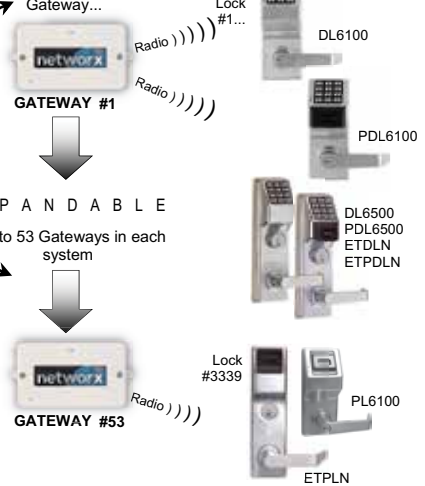 Gateway...
Lock
#1...
Radio ) ) ) ) )
networx
DL6100
Radio ) ) ) ) )
GATEWAY #1
PDL6100
P A N D A B L E
to 53 Gateways in each
system
DL6500
PDL6500
ETDLN
ETPDLN
Lock
#3339
networx
Radio ) ) ) )
PL6100
GATEWAY #53
ETPLN